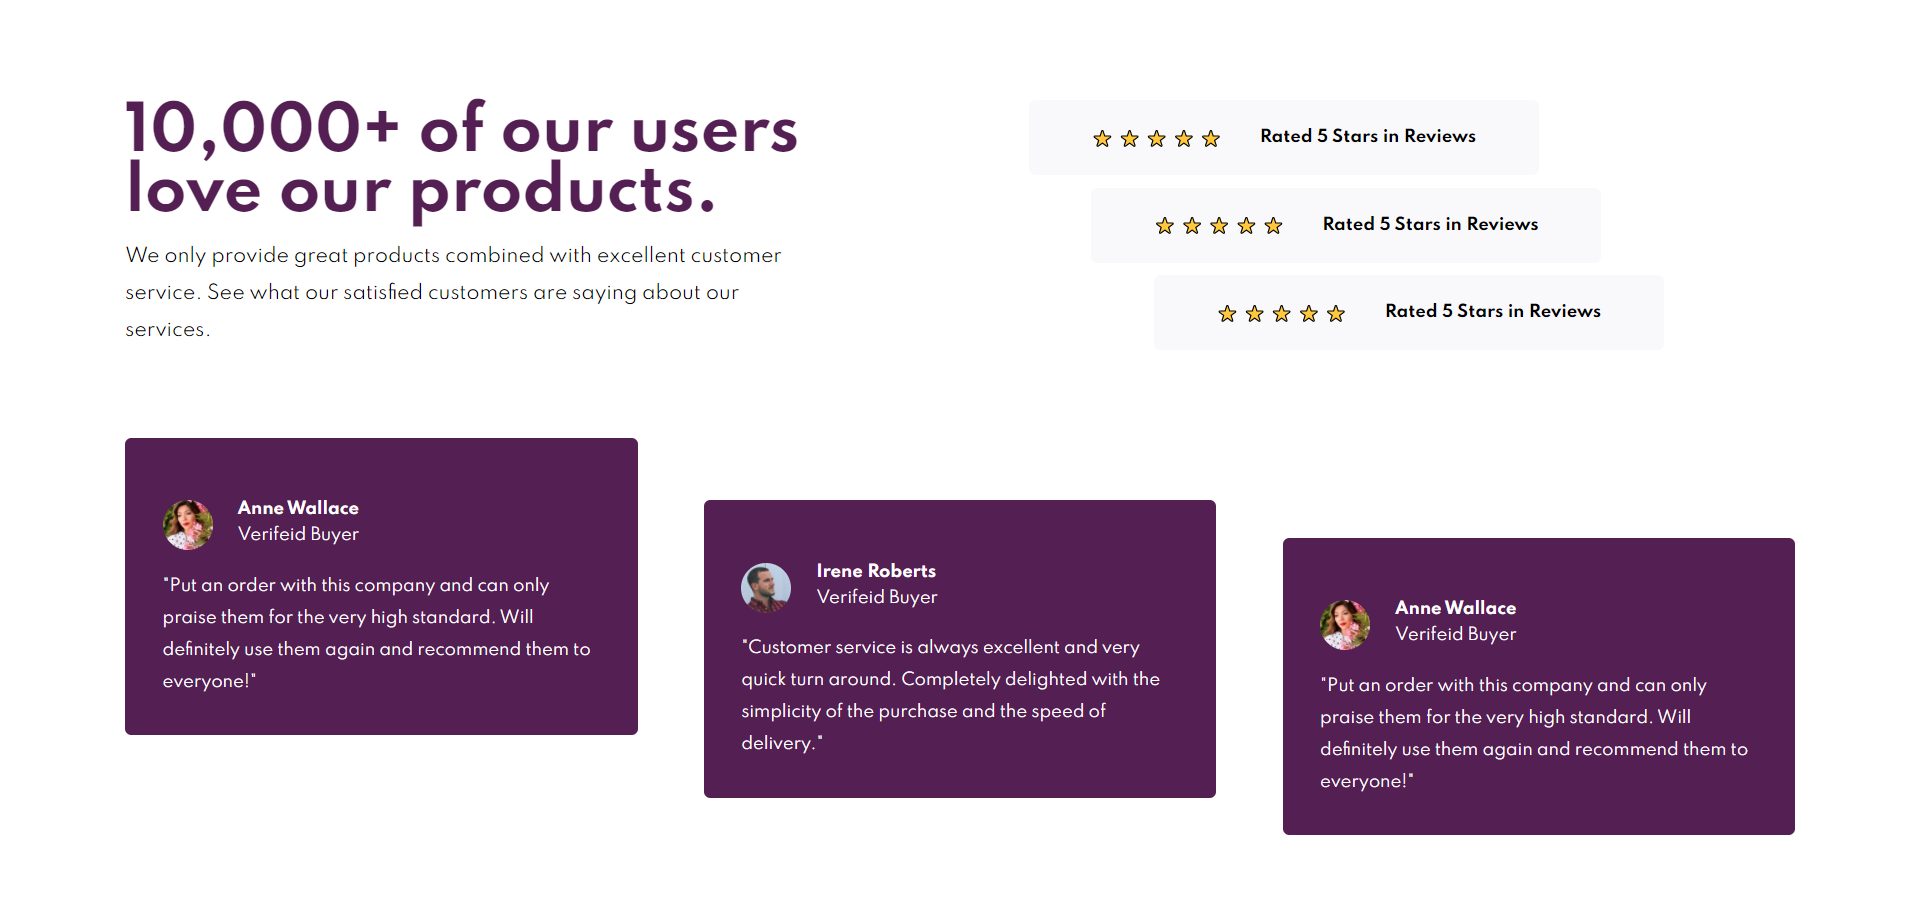 10,000+ of our users
love our products.
We only provide great products combined with excellent customer
service. See what our satisfied customers are saying about our
services.
Rated 5 Stars in Reviews
Rated 5 Stars in Reviews
Rated 5 Stars in Reviews
Anne Wallace
Verifeid Buyer
"Put an order with this company and can only
praise them for the very high standard. Will
definitely use them again and recommend them to
everyone!"
Irene Roberts
Verifeid Buyer
"Customer service is always excellent and very
quick turn around. Completely delighted with the
simplicity of the purchase and the speed of
delivery."
Anne Wallace
Verifeid Buyer
"Put an order with this company and can only
praise them for the very high standard. Will
definitely use them again and recommend them to
everyone!"